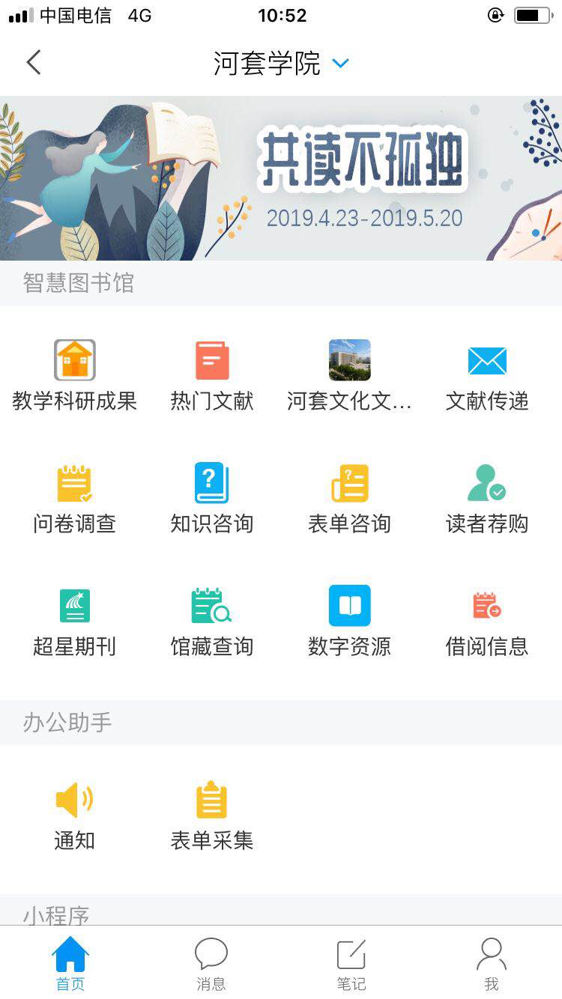 中国电信 4G 10:52
河套学院
共读不孤独
2019.4.23-2019.5.20
智慧图书馆
教学科研成果 热门文献 河套文化文... 文献传递
问卷调查 知识咨询 表单咨询 读者荐购
超星期刊 馆藏查询 数字资源 借阅信息
办公助手
通知 表单采集
小程序
首页 消息 笔记 我